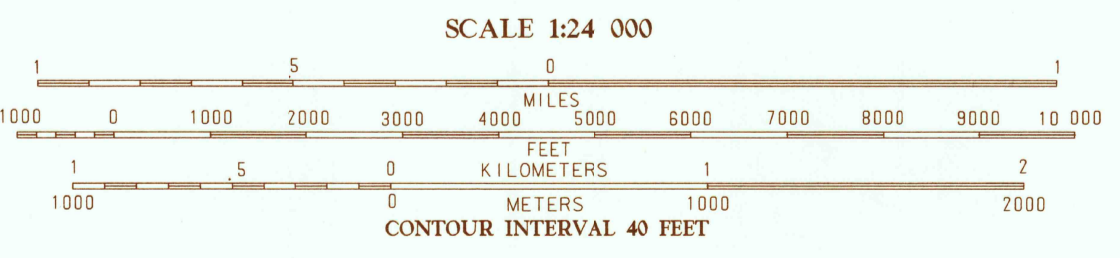 SCALE 1:24 000
1 .5 0 1
MILES
1000 0 1000 2000 3000 4000 5000 6000 7000 8000 9000 10 000
FEET
1 .5 0 KILOMETERS 1 2
1000 0 METERS 1000 2000
CONTOUR INTERVAL 40 FEET